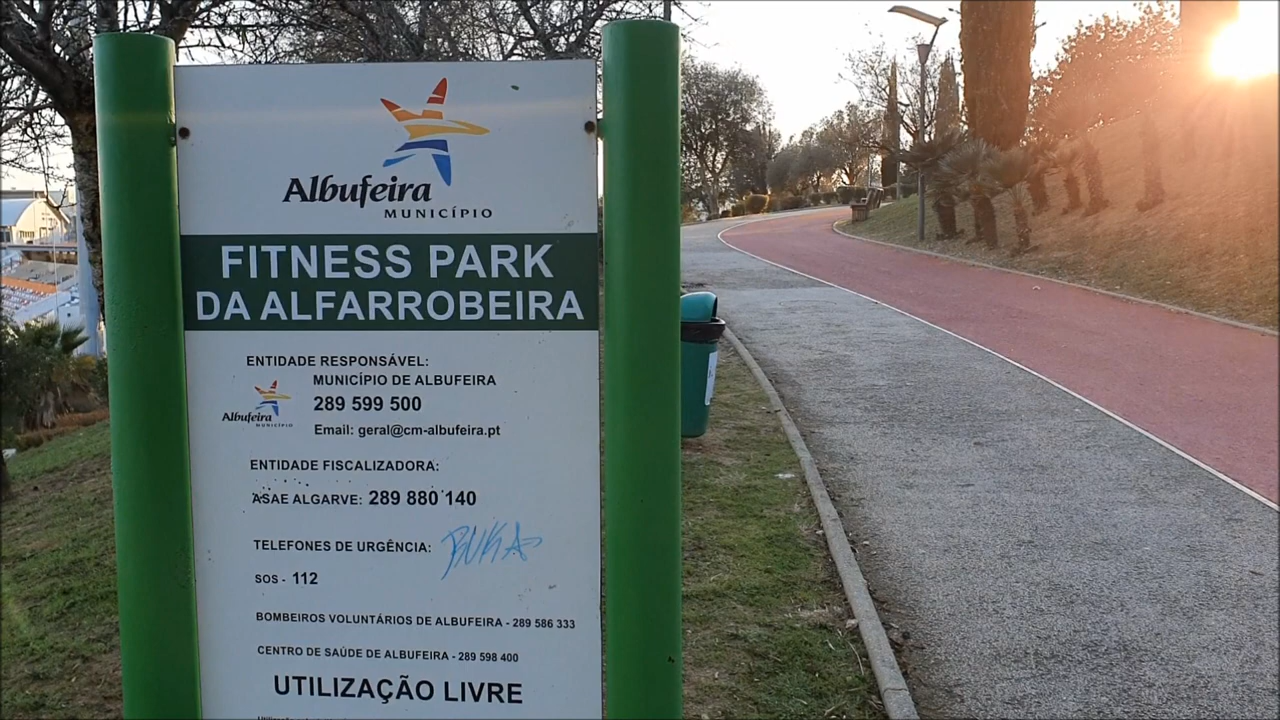 Albufeira
MUNICÍPIO
FITNESS PARK
DA ALFARROBEIRA
ENTIDADE RESPONSÁVEL:
MUNICÍPIO DE ALBUFEIRA
289 599 500
Albufeira
MUNICÍPIO
Email: geral@cm-albufeira.pt
ENTIDADE FISCALIZADORA:
ASAE ALGARVE: 289 880 140
TELEFONES DE URGÊNCIA:
SOS - 112
BOMBEIROS VOLUNTÁRIOS DE ALBUFEIRA - 289 586 333
CENTRO DE SAÚDE DE ALBUFEIRA - 289 598 400
UTILIZAÇÃO LIVRE